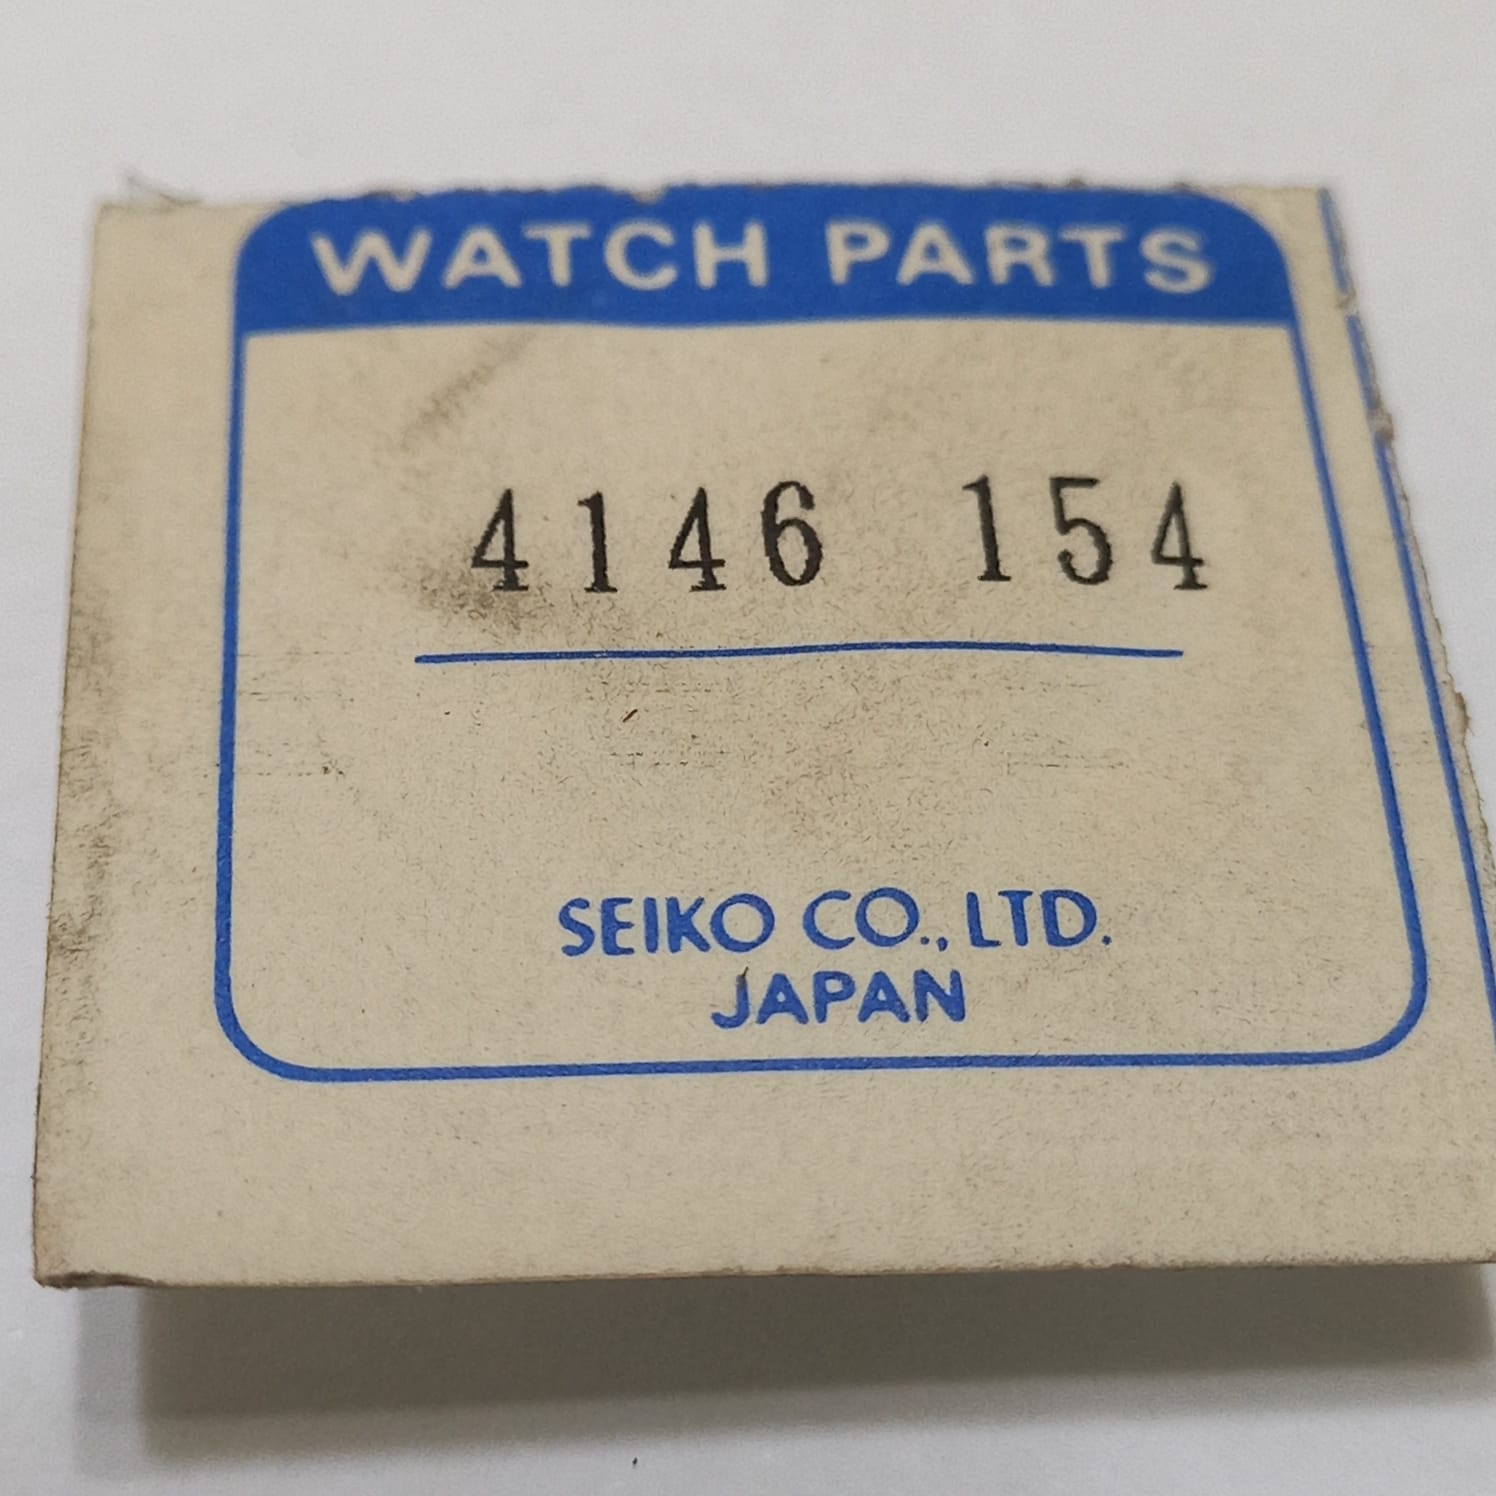 WATCH PARTS
4146 154
SEIKO CO., LTD.
JAPAN